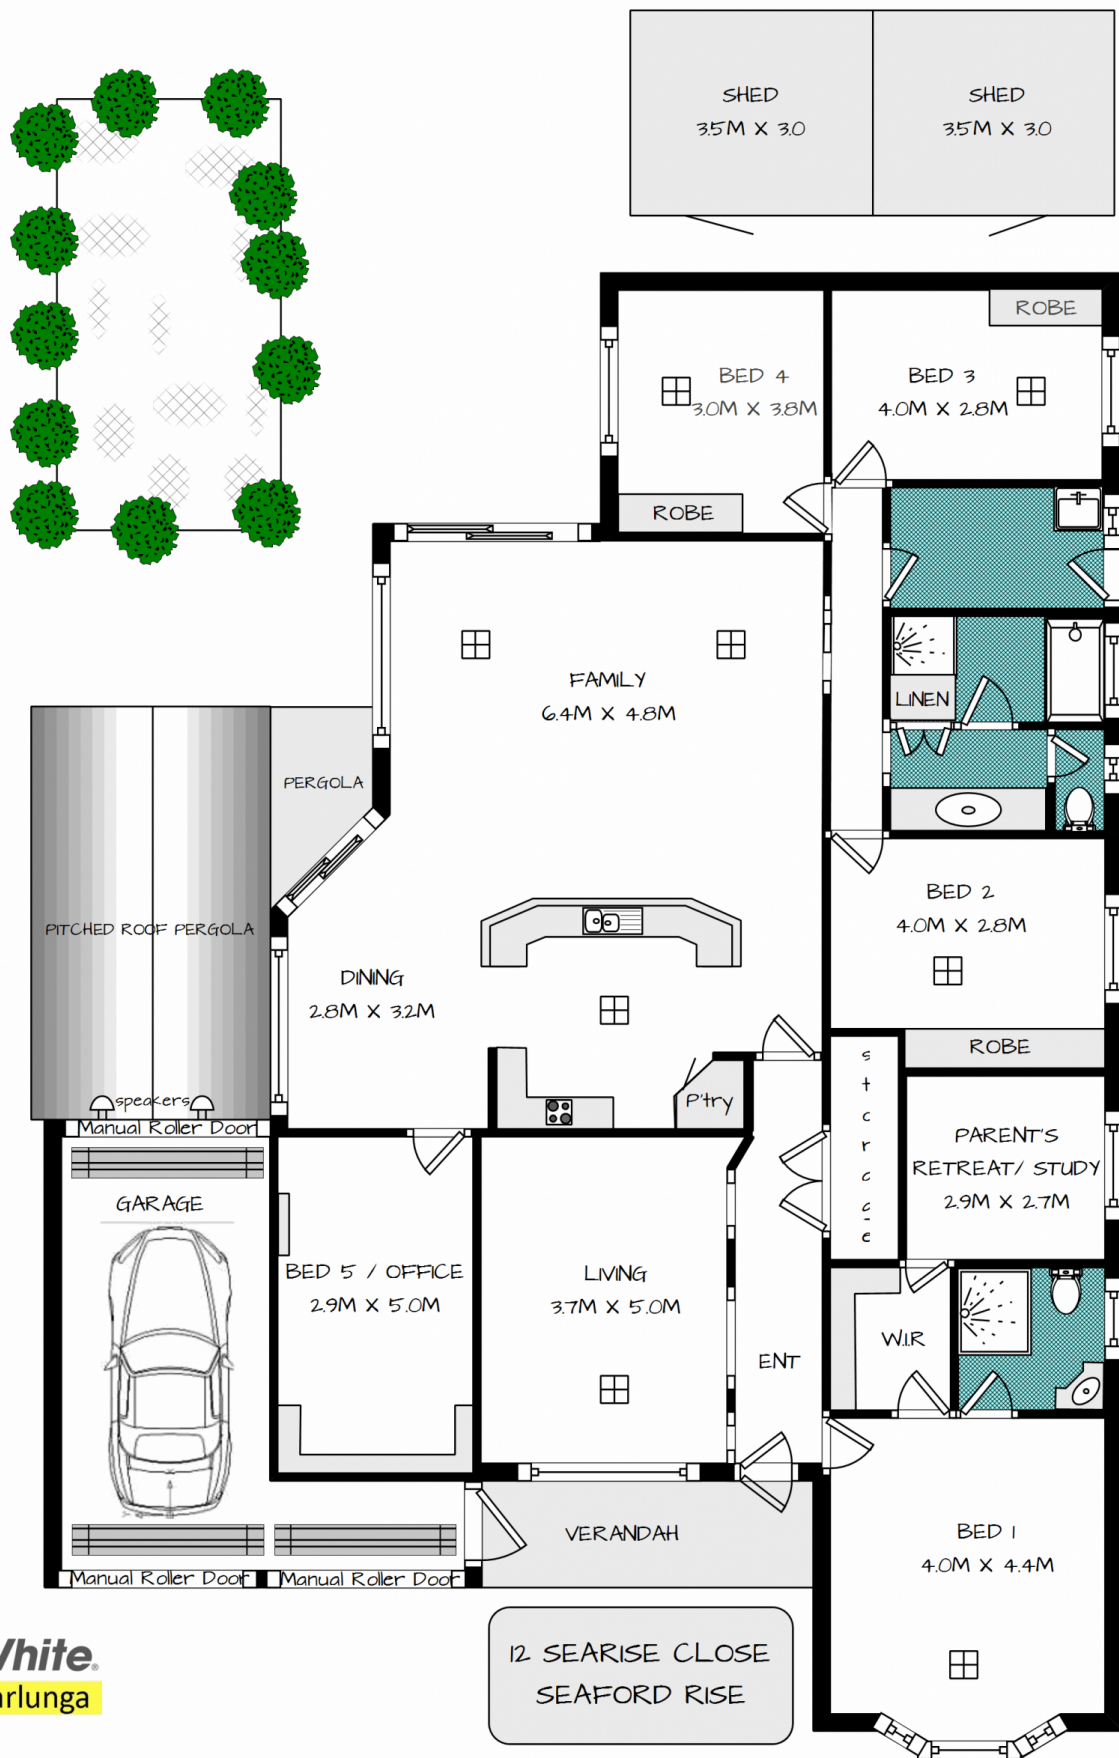 SHED
3.5M X 3.0
SHED
3.5M X 3.0
ROBE
BED 4
3.0M X 3.8M
BED 3
4.0M X 2.8M
ROBE
FAMILY
6.4M X 4.8M
LINEN
PERGOLA
PITCHED ROOF PERGOLA
BED 2
4.0M X 2.8M
DINING
2.8M X 3.2M
ROBE
storage
speakers
P'try
Manual Roller Door
PARENT'S
RETREAT/ STUDY
2.9M X 2.7M
GARAGE
BED 5 / OFFICE
2.9M X 5.0M
LIVING
3.7M X 5.0M
W.I.R
ENT
VERANDAH
BED 1
4.0M X 4.4M
Manual Roller Door
Manual Roller Door
12 SEARISE CLOSE
SEAFORD RISE
White